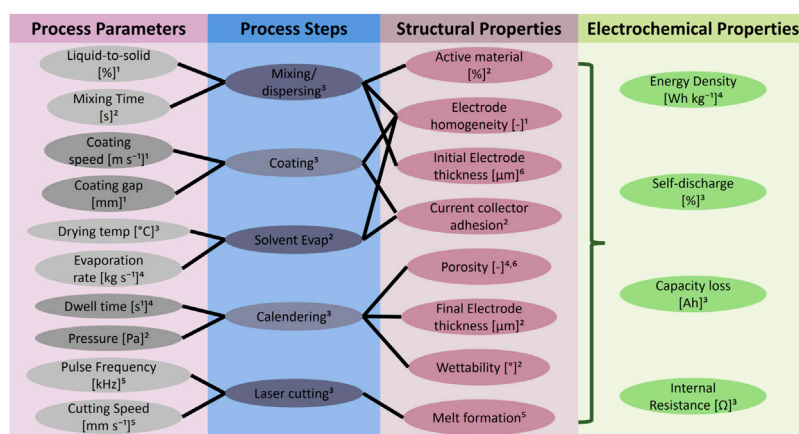 Process Parameters
Process Steps
Structural Properties
Electrochemical Properties
Liquid-to-solid
[%]¹
Mixing Time
[s]²
Coating
speed [m s⁻¹]¹
Coating gap
[mm]¹
Drying temp [°C]³
Evaporation
rate [kg s⁻¹]⁴
Dwell time [s¹]⁴
Pressure [Pa]²
Pulse Frequency
[kHz]⁵
Cutting Speed
[mm s⁻¹]⁵
Mixing/
dispersing³
Coating³
Solvent Evap²
Calendering³
Laser cutting³
Active material
[%]²
Electrode
homogeneity [-]¹
Initial Electrode
thickness [µm]⁶
Current collector
adhesion²
Porosity [-]⁴·⁶
Final Electrode
thickness [µm]²
Wettability [°]²
Melt formation⁵
Energy Density
[Wh kg⁻¹]⁴
Self-discharge
[%]³
Capacity loss
[Ah]³
Internal
Resistance [Ω]³